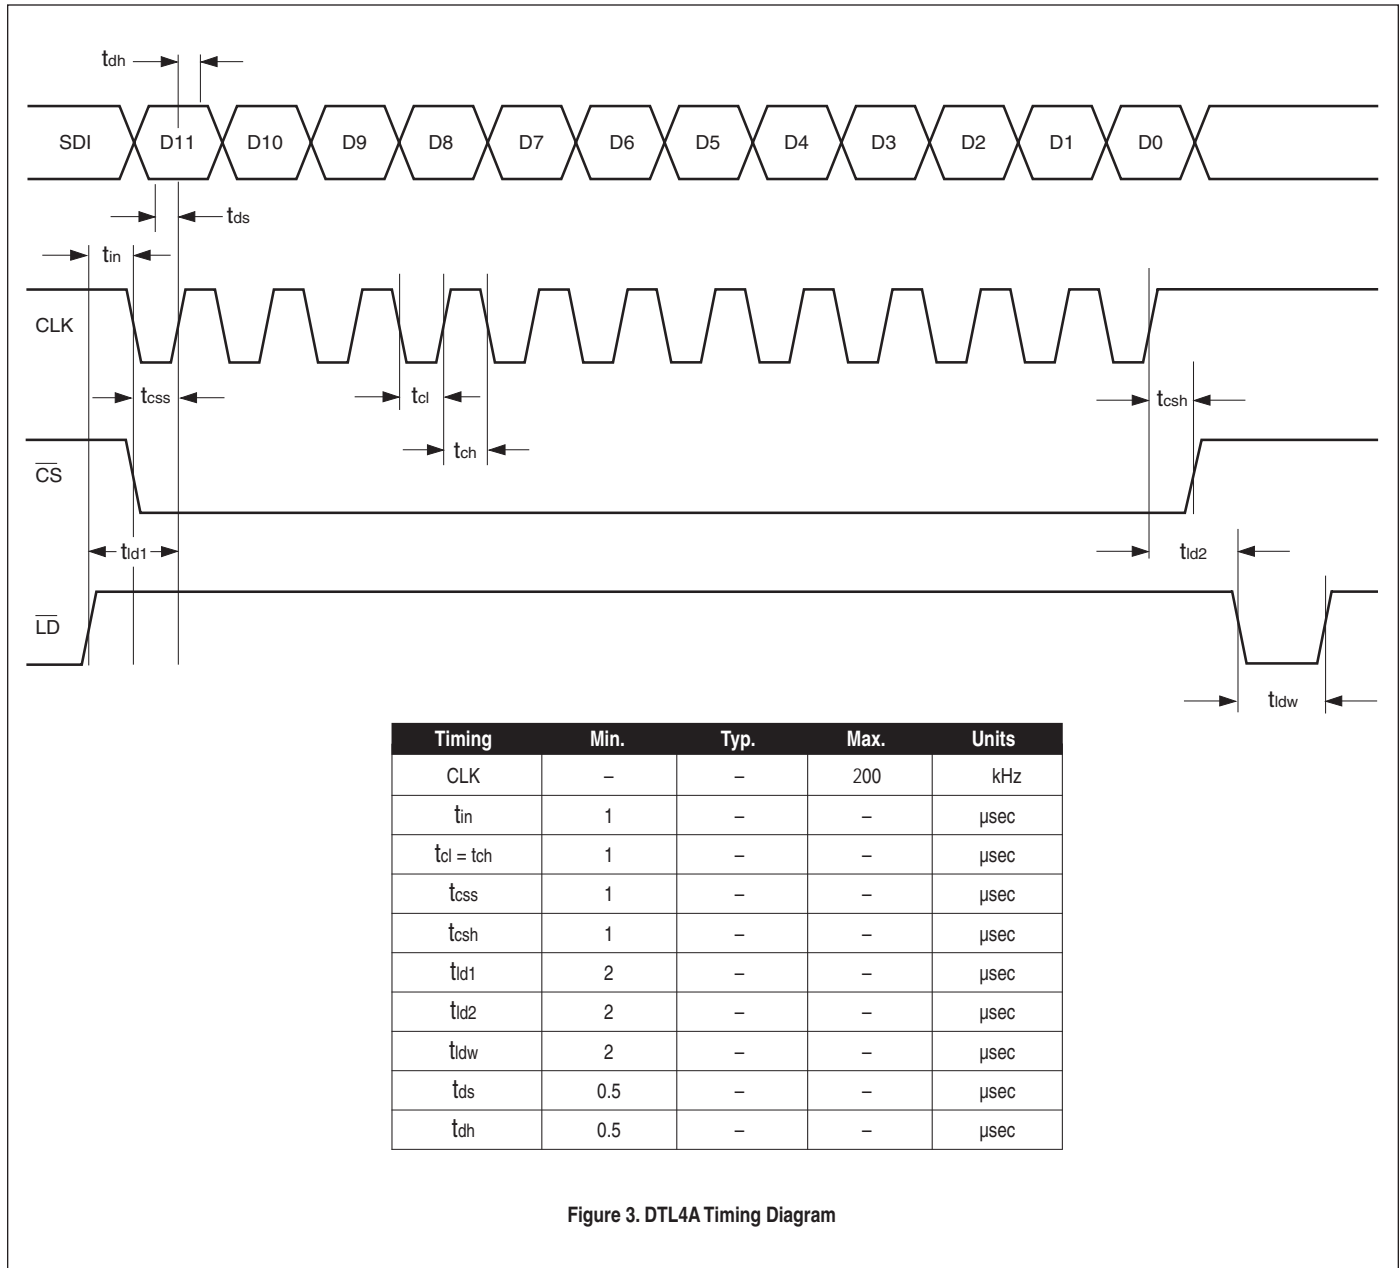 tdh
SDI D11 D10 D9 D8 D7 D6 D5 D4 D3 D2 D1 D0
tds
tin
CLK
tcss tcl tcsh
tch
CS
tld1 tld2
LD
tldw
Timing Min. Typ. Max. Units
CLK – – 200 kHz
tin 1 – – µsec
tcl = tch 1 – – µsec
tcss 1 – – µsec
tcsh 1 – – µsec
tld1 2 – – µsec
tld2 2 – – µsec
tldw 2 – – µsec
tds 0.5 – – µsec
tdh 0.5 – – µsec
Figure 3. DTL4A Timing Diagram